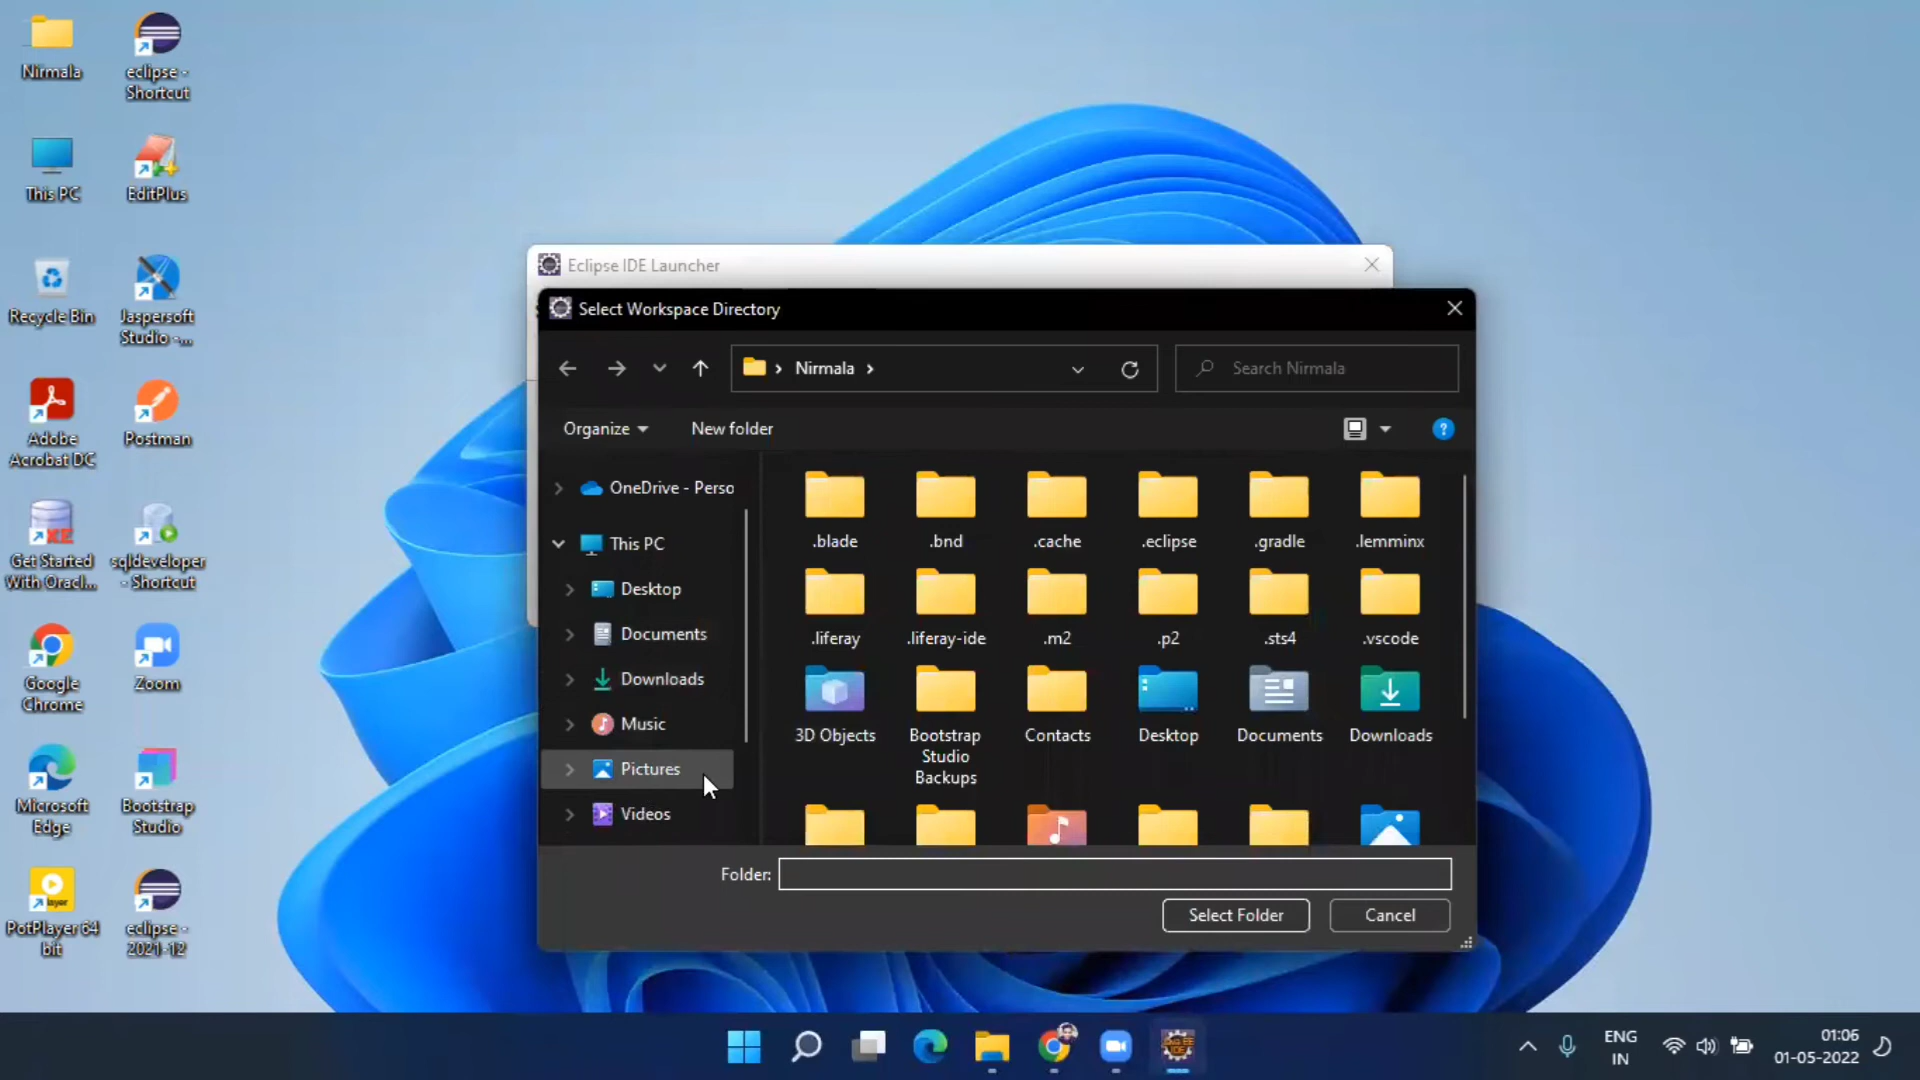 Nirmala
eclipse -
Shortcut
This PC
EditPlus
Recycle Bin
Jaspersoft
Studio -...
Adobe
Acrobat DC
Postman
Get Started
With Oracl...
sqldeveloper
- Shortcut
Google
Chrome
Zoom
Microsoft
Edge
Bootstrap
Studio
PotPlayer 64
bit
eclipse -
2021-12
Eclipse IDE Launcher
Select Workspace Directory
Nirmala
Search Nirmala
Organize
New folder
OneDrive - Perso
This PC
Desktop
Documents
Downloads
Music
Pictures
Videos
.blade
.bnd
.cache
.eclipse
.gradle
.lemminx
.liferay
.liferay-ide
.m2
.p2
.sts4
.vscode
3D Objects
Bootstrap
Studio
Backups
Contacts
Desktop
Documents
Downloads
Folder:
Select Folder
Cancel
ENG
IN
01:06
01-05-2022